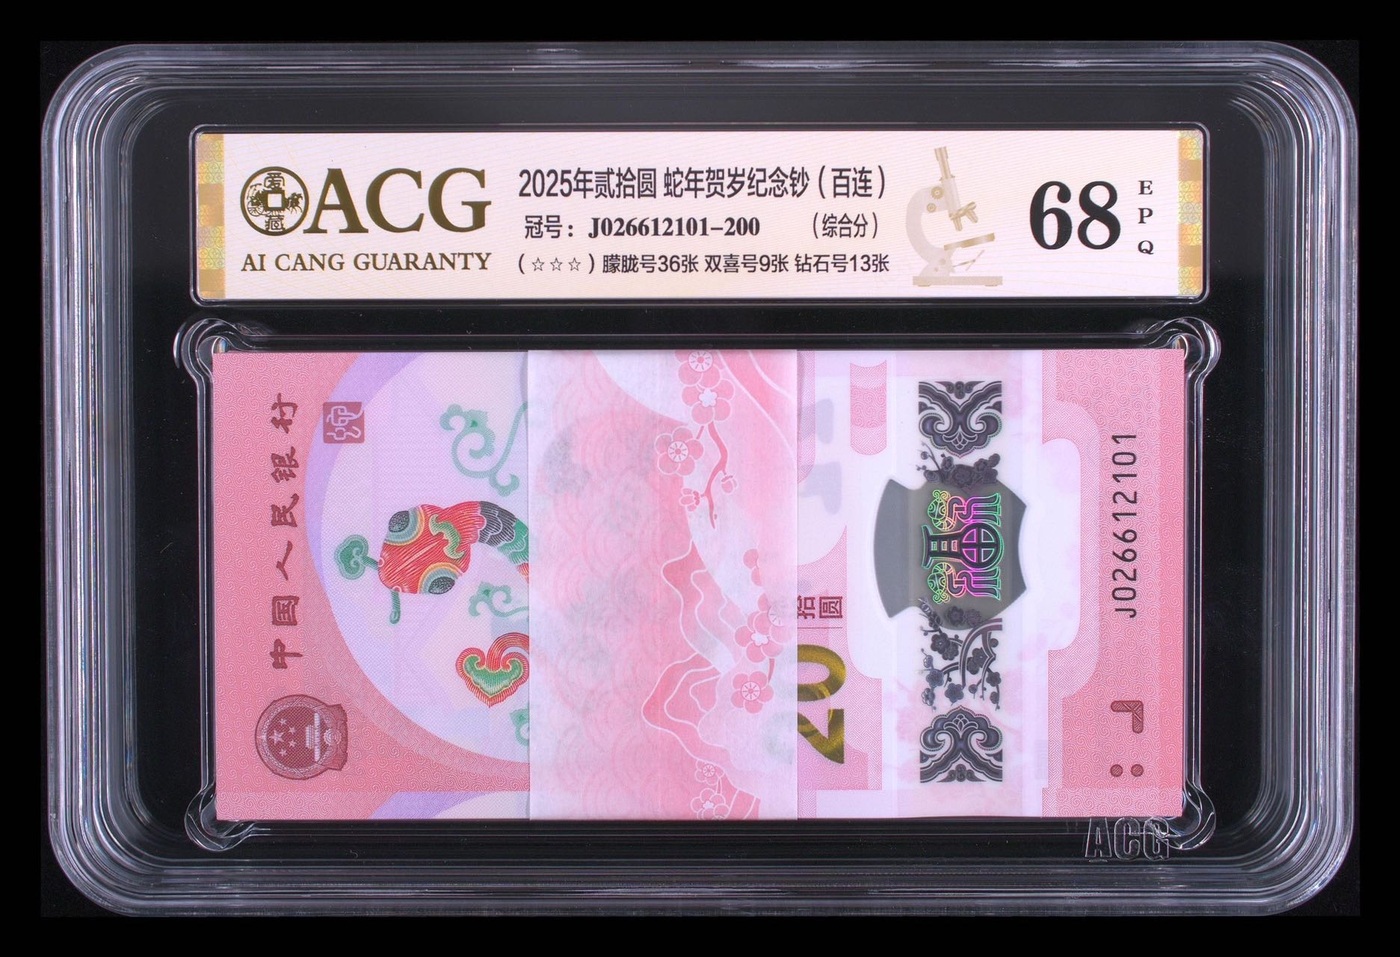 ACG
AI CANG GUARANTY
2025年贰拾圆 蛇年贺岁纪念钞(百连)
冠号: J026612101-200 (综合分)
(☆☆☆) 朦胧号36张 双喜号9张 钻石号13张
68
EPQ
中国人民银行
拾圆
20
福
J026612101
ACG